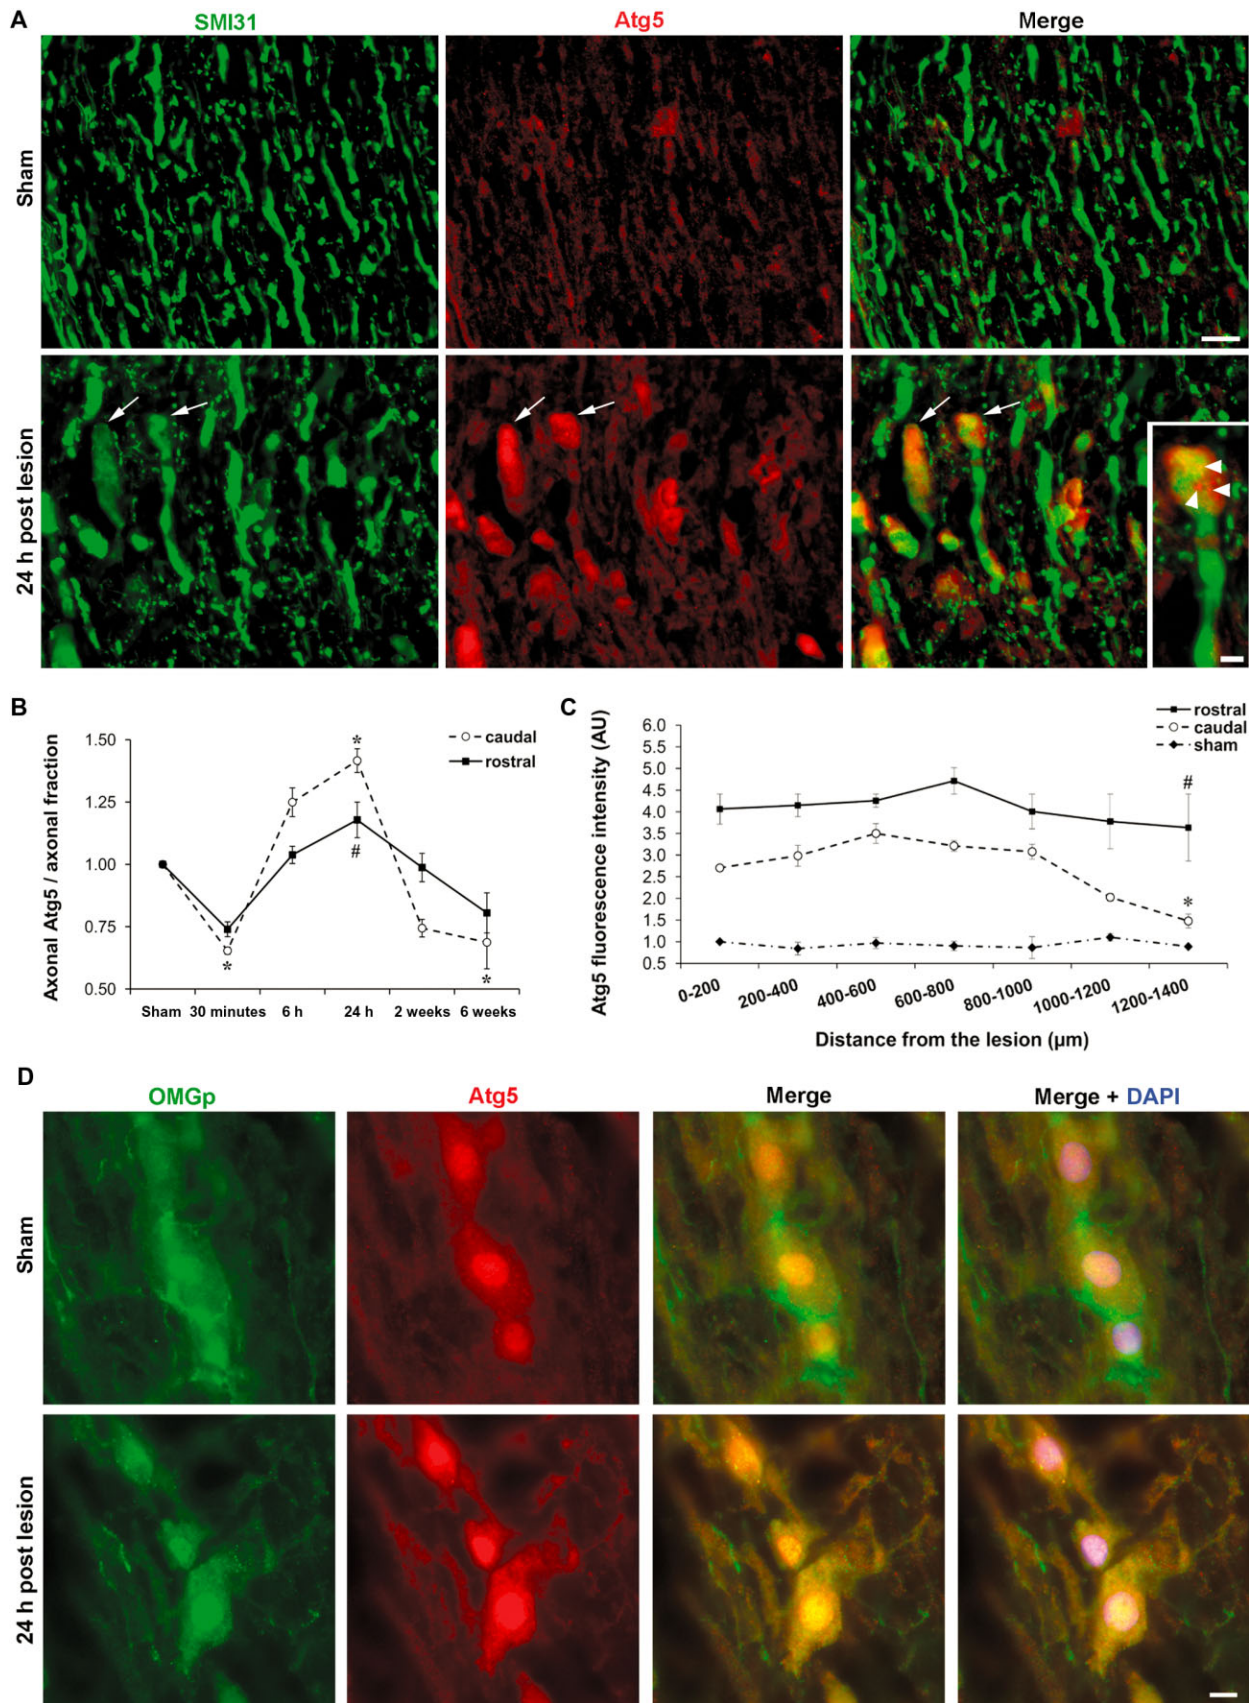 A
SMI31 Atg5 Merge
Sham
24 h post lesion
B
Axonal Atg5 / axonal fraction
1.50
1.25
1.00
0.75
0.50
caudal
rostral
*
#
*
*
Sham 30 minutes 6 h 24 h 2 weeks 6 weeks
C
Atg5 fluorescence intensity (AU)
6.0
5.5
5.0
4.5
4.0
3.5
3.0
2.5
2.0
1.5
1.0
0.5
rostral
caudal
sham
#
*
0-200 200-400 400-600 600-800 800-1000 1000-1200 1200-1400
Distance from the lesion (µm)
D
OMGp Atg5 Merge Merge + DAPI
Sham
24 h post lesion